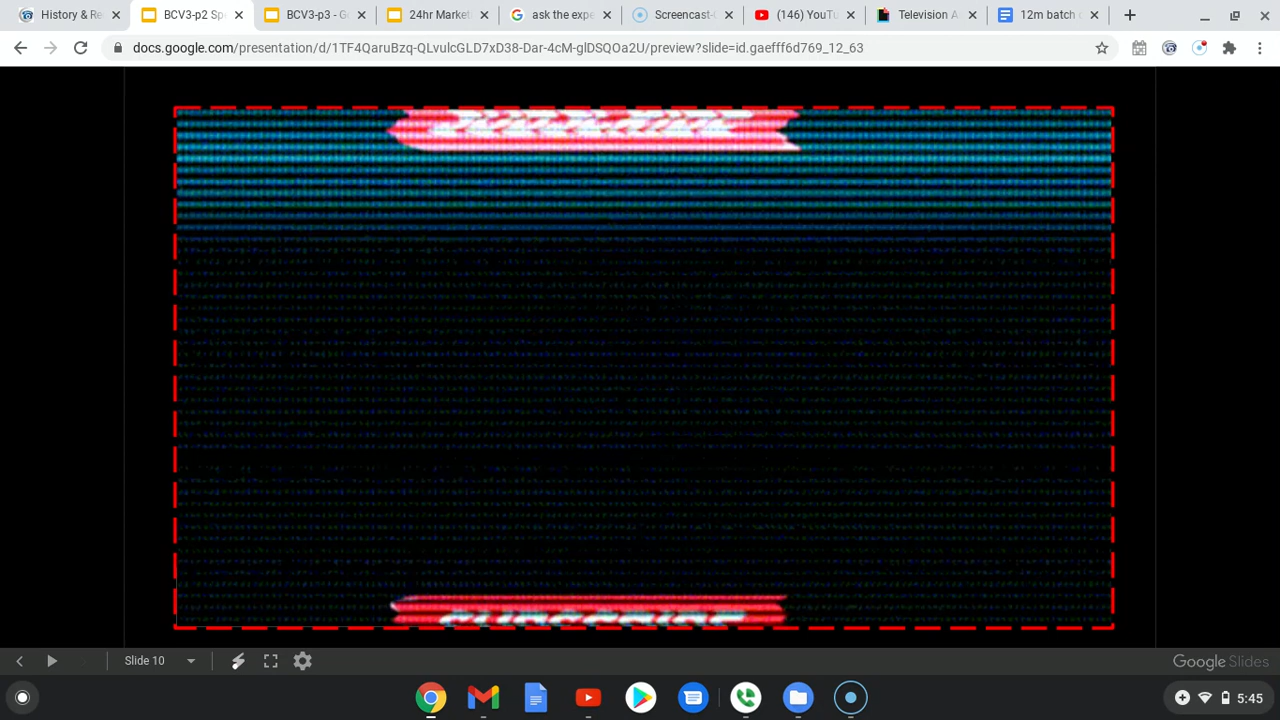 History & Re
BCV3-p2 Sp
BCV3-p3 - G
24hr Market
ask the expe
Screencast-
(146) YouTu
Television A
12m batch
docs.google.com/presentation/d/1TF4QaruBzq-QLvulcGLD7xD38-Dar-4cM-glDSQOa2U/preview?slide=id.gaefff6d769_12_63
Slide 10
Google Slides
5:45